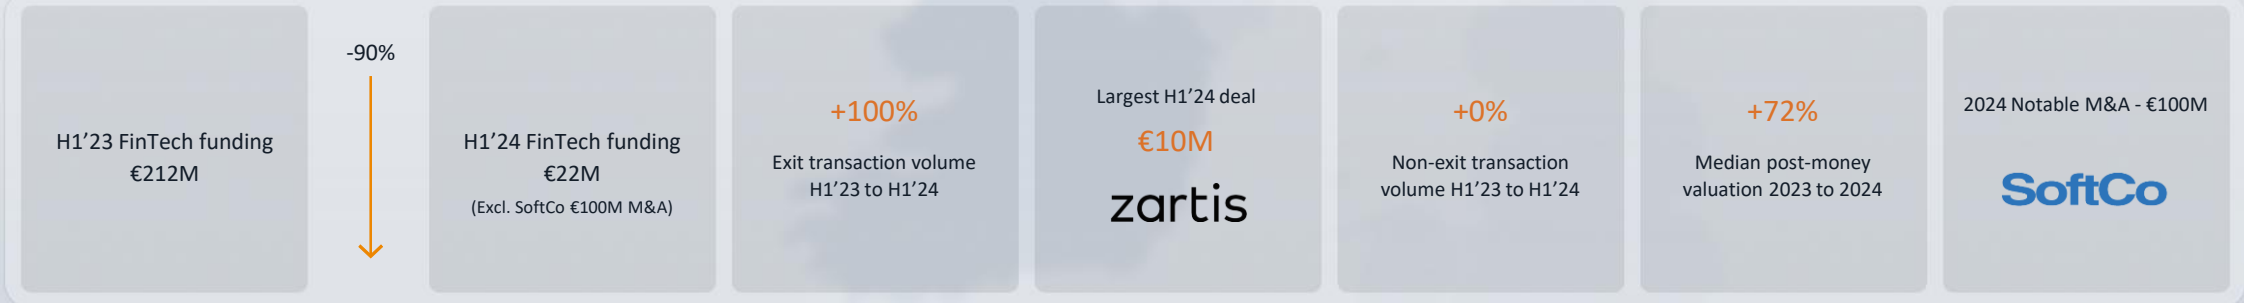 H1’23 FinTech funding
€212M
-90%
H1’24 FinTech funding
€22M
(Excl. SoftCo €100M M&A)
+100%
Exit transaction volume
H1’23 to H1’24
Largest H1’24 deal
€10M
zartis
+0%
Non-exit transaction
volume H1’23 to H1’24
+72%
Median post-money
valuation 2023 to 2024
2024 Notable M&A - €100M
SoftCo